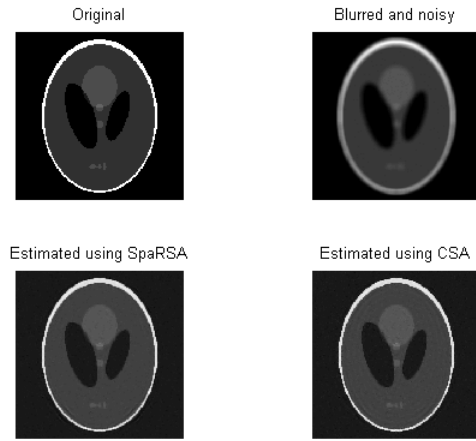 Original
Blurred and noisy
Estimated using SpaRSA
Estimated using CSA